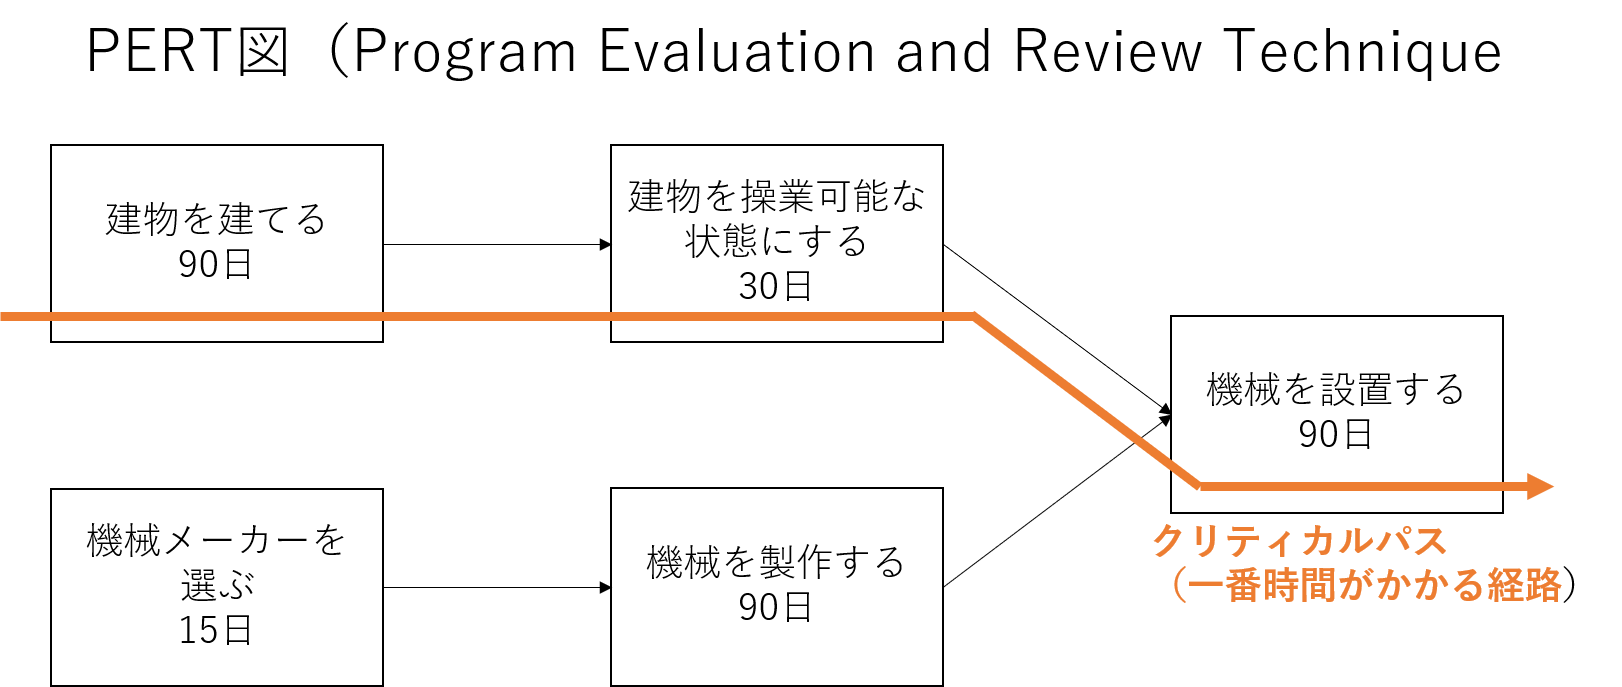 PERT図（Program Evaluation and Review Technique
建物を建てる
90日
建物を操業可能な
状態にする
30日
機械を設置する
90日
機械メーカーを
選ぶ
15日
機械を製作する
90日
クリティカルパス
（一番時間がかかる経路）